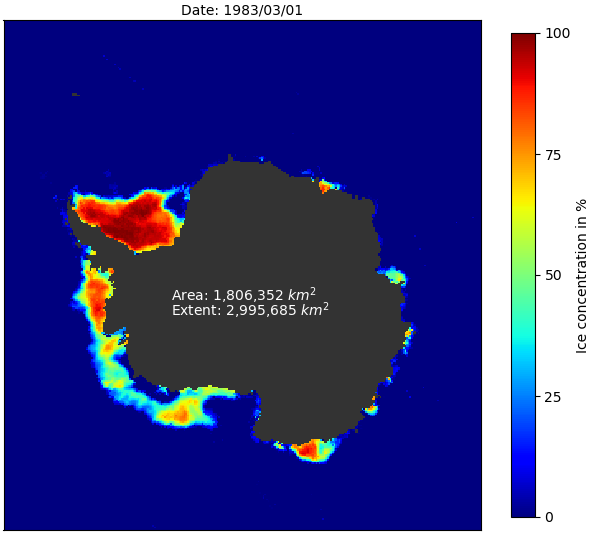 Date: 1983/03/01
100
75
50
25
0
Ice concentration in %
Area: 1,806,352 km²
Extent: 2,995,685 km²